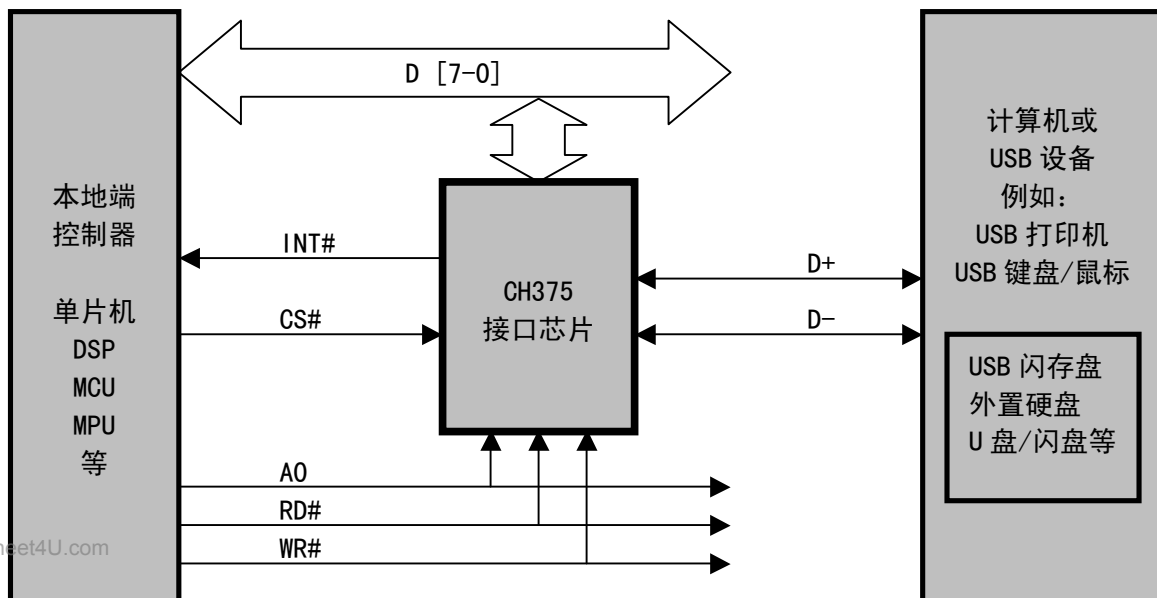 D [7-0]
本地端
控制器
单片机
DSP
MCU
MPU
等
INT#
CS#
A0
RD#
WR#
CH375
接口芯片
D+
D-
计算机或
USB 设备
例如:
USB 打印机
USB 键盘/鼠标
USB 闪存盘
外置硬盘
U 盘/闪盘等
eet4U.com